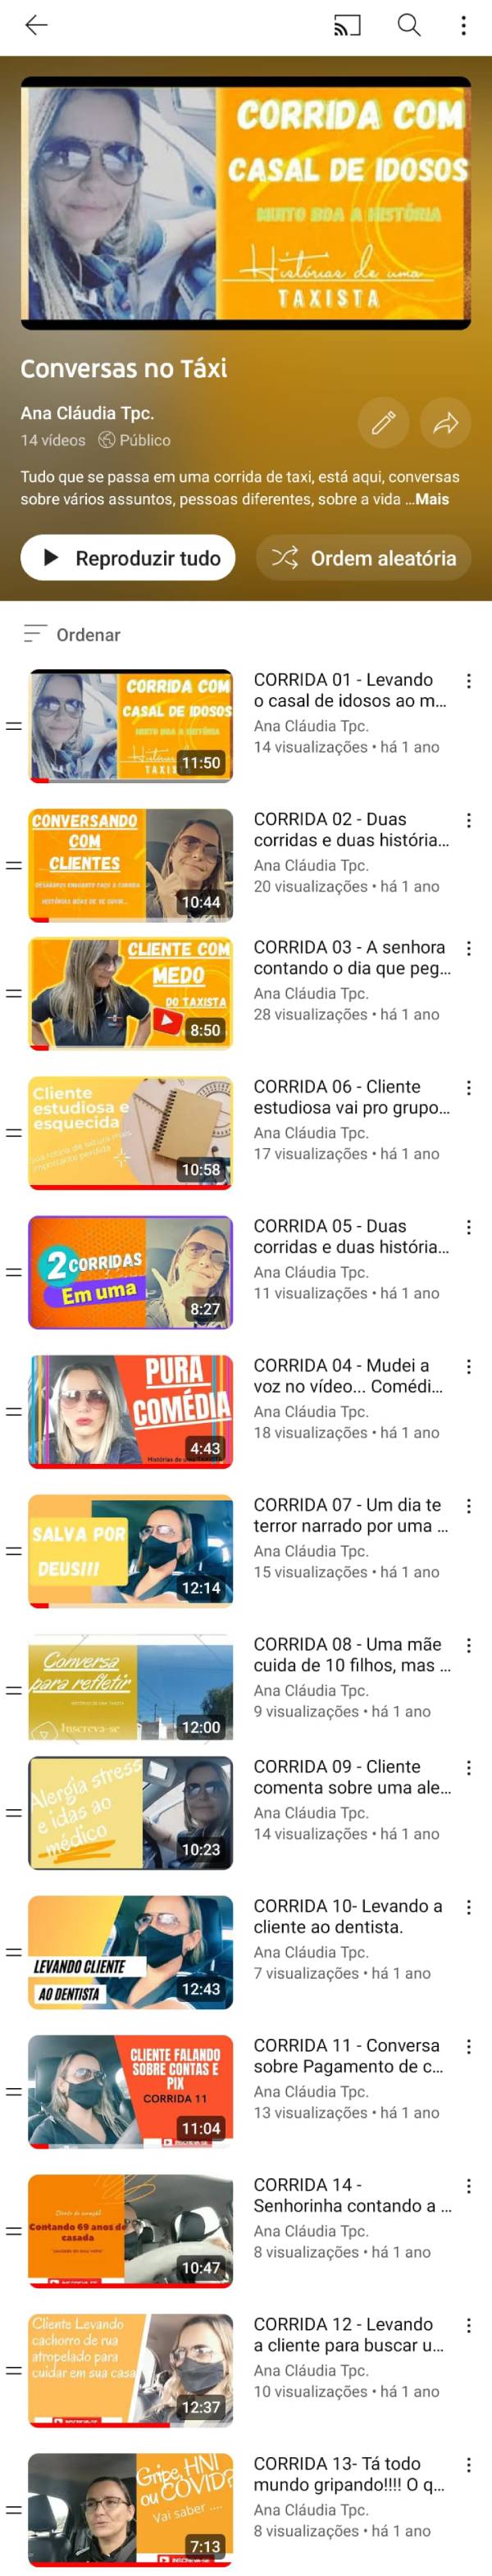 CORRIDA COM
CASAL DE IDOSOS
MUITO BOA A HISTÓRIA
Histórias de uma
TAXISTA
Conversas no Táxi
Ana Cláudia Tpc.
14 vídeos Público
Tudo que se passa em uma corrida de taxi, está aqui, conversas
sobre vários assuntos, pessoas diferentes, sobre a vida ...Mais
Reproduzir tudo
Ordem aleatória
Ordenar
CORRIDA COM
CASAL DE IDOSOS
MUITO BOA A HISTÓRIA
11:50
CORRIDA 01 - Levando
o casal de idosos ao m...
Ana Cláudia Tpc.
14 visualizações • há 1 ano
CONVERSANDO
COM
CLIENTES
10:44
CORRIDA 02 - Duas
corridas e duas história...
Ana Cláudia Tpc.
20 visualizações • há 1 ano
CLIENTE COM
MEDO
DO TAXISTA
8:50
CORRIDA 03 - A senhora
contando o dia que peg...
Ana Cláudia Tpc.
28 visualizações • há 1 ano
Cliente
estudiosa e
esquecida
10:58
CORRIDA 06 - Cliente
estudiosa vai pro grupo...
Ana Cláudia Tpc.
17 visualizações • há 1 ano
2 CORRIDAS
Em uma
8:27
CORRIDA 05 - Duas
corridas e duas história...
Ana Cláudia Tpc.
11 visualizações • há 1 ano
PURA
COMÉDIA
4:43
CORRIDA 04 - Mudei a
voz no vídeo... Comédi...
Ana Cláudia Tpc.
18 visualizações • há 1 ano
SALVA POR
DEUS!!!
12:14
CORRIDA 07 - Um dia te
terror narrado por uma ...
Ana Cláudia Tpc.
15 visualizações • há 1 ano
Conversa
para refletir
Inscreva-se
12:00
CORRIDA 08 - Uma mãe
cuida de 10 filhos, mas ...
Ana Cláudia Tpc.
9 visualizações • há 1 ano
Alergia stress
e idas ao
médico
10:23
CORRIDA 09 - Cliente
comenta sobre uma ale...
Ana Cláudia Tpc.
14 visualizações • há 1 ano
LEVANDO CLIENTE
AO DENTISTA
12:43
CORRIDA 10- Levando a
cliente ao dentista.
Ana Cláudia Tpc.
7 visualizações • há 1 ano
CLIENTE FALANDO
SOBRE CONTAS E
PIX
CORRIDA 11
11:04
CORRIDA 11 - Conversa
sobre Pagamento de c...
Ana Cláudia Tpc.
13 visualizações • há 1 ano
Contando 69 anos de
casada
10:47
CORRIDA 14 -
Senhorinha contando a ...
Ana Cláudia Tpc.
8 visualizações • há 1 ano
Cliente Levando
cachorro de rua
atropelado para
cuidar em sua casa
12:37
CORRIDA 12 - Levando
a cliente para buscar u...
Ana Cláudia Tpc.
10 visualizações • há 1 ano
Gripe, HN1
ou COVID?
Vai saber ....
7:13
CORRIDA 13- Tá todo
mundo gripando!!!! O q...
Ana Cláudia Tpc.
8 visualizações • há 1 ano